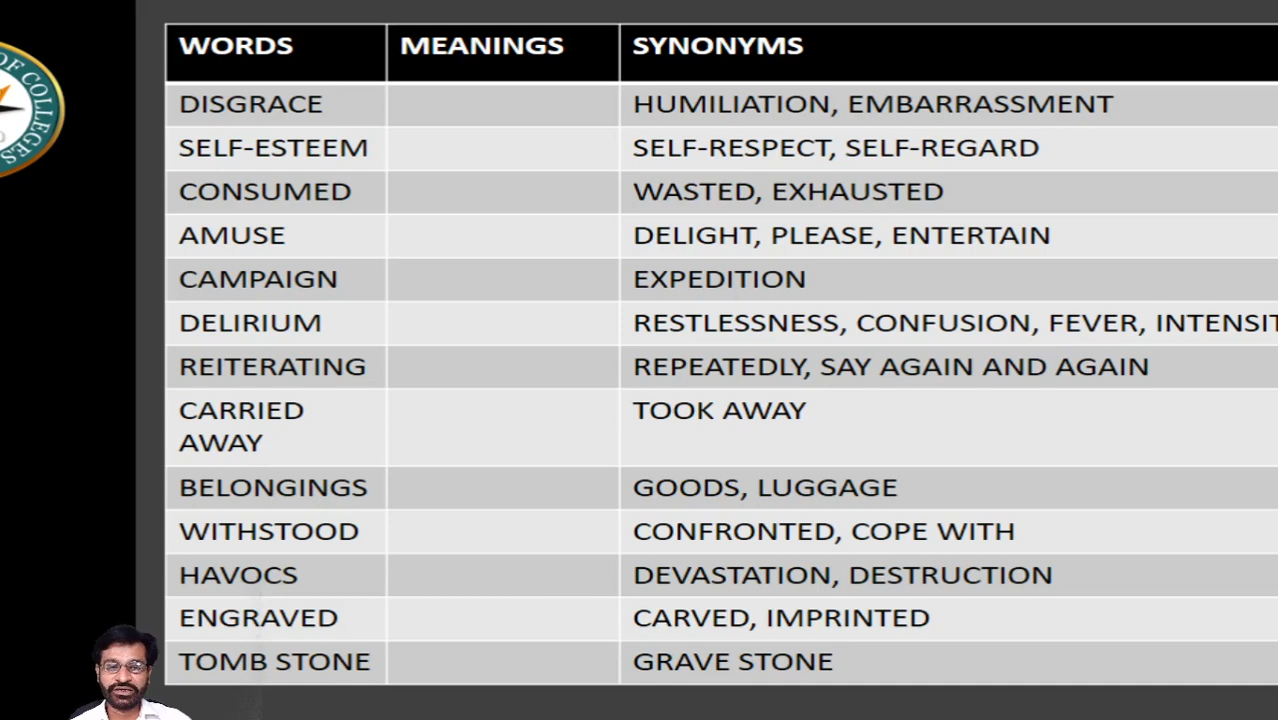 OF COLLEGES
WORDS MEANINGS SYNONYMS
DISGRACE HUMILIATION, EMBARRASSMENT
SELF-ESTEEM SELF-RESPECT, SELF-REGARD
CONSUMED WASTED, EXHAUSTED
AMUSE DELIGHT, PLEASE, ENTERTAIN
CAMPAIGN EXPEDITION
DELIRIUM RESTLESSNESS, CONFUSION, FEVER,
REITERATING REPEATEDLY, SAY AGAIN AND AGAIN
CARRIED TOOK AWAY
AWAY
BELONGINGS GOODS, LUGGAGE
WITHSTOOD CONFRONTED, COPE WITH
HAVOCS DEVASTATION, DESTRUCTION
ENGRAVED CARVED, IMPRINTED
TOMB STONE GRAVE STONE